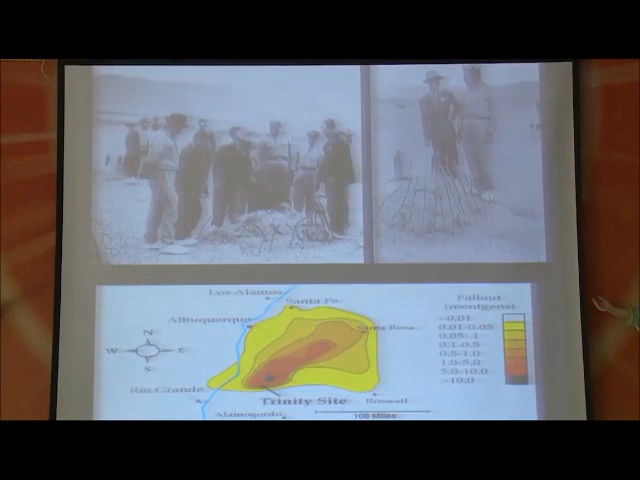 Los Alamos
Santa Fe
Albuquerque
Santa Rosa
N
W E
S
Rio Grande
Trinity Site
Alamogordo
Roswell
100 Miles
Fallout
(roentgens)
<0.01
0.01-0.05
0.05-.1
0.1-0.5
0.5-1.0
1.0-5.0
5.0-10.0
>10.0